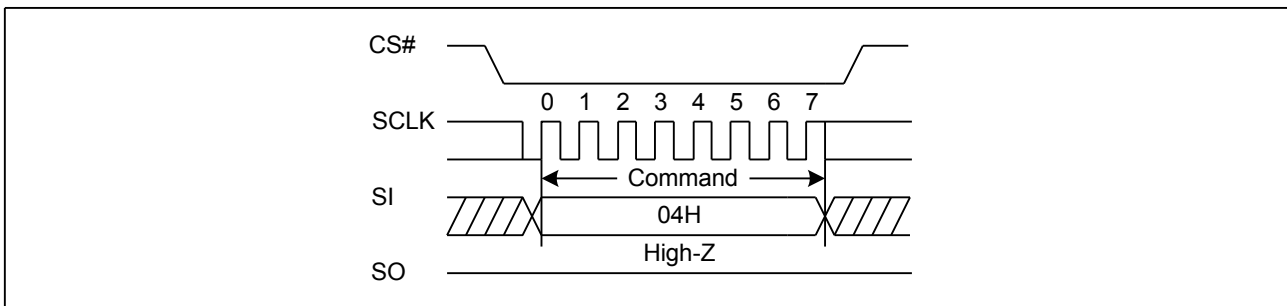 CS#
0 1 2 3 4 5 6 7
SCLK
Command
SI
04H
High-Z
SO